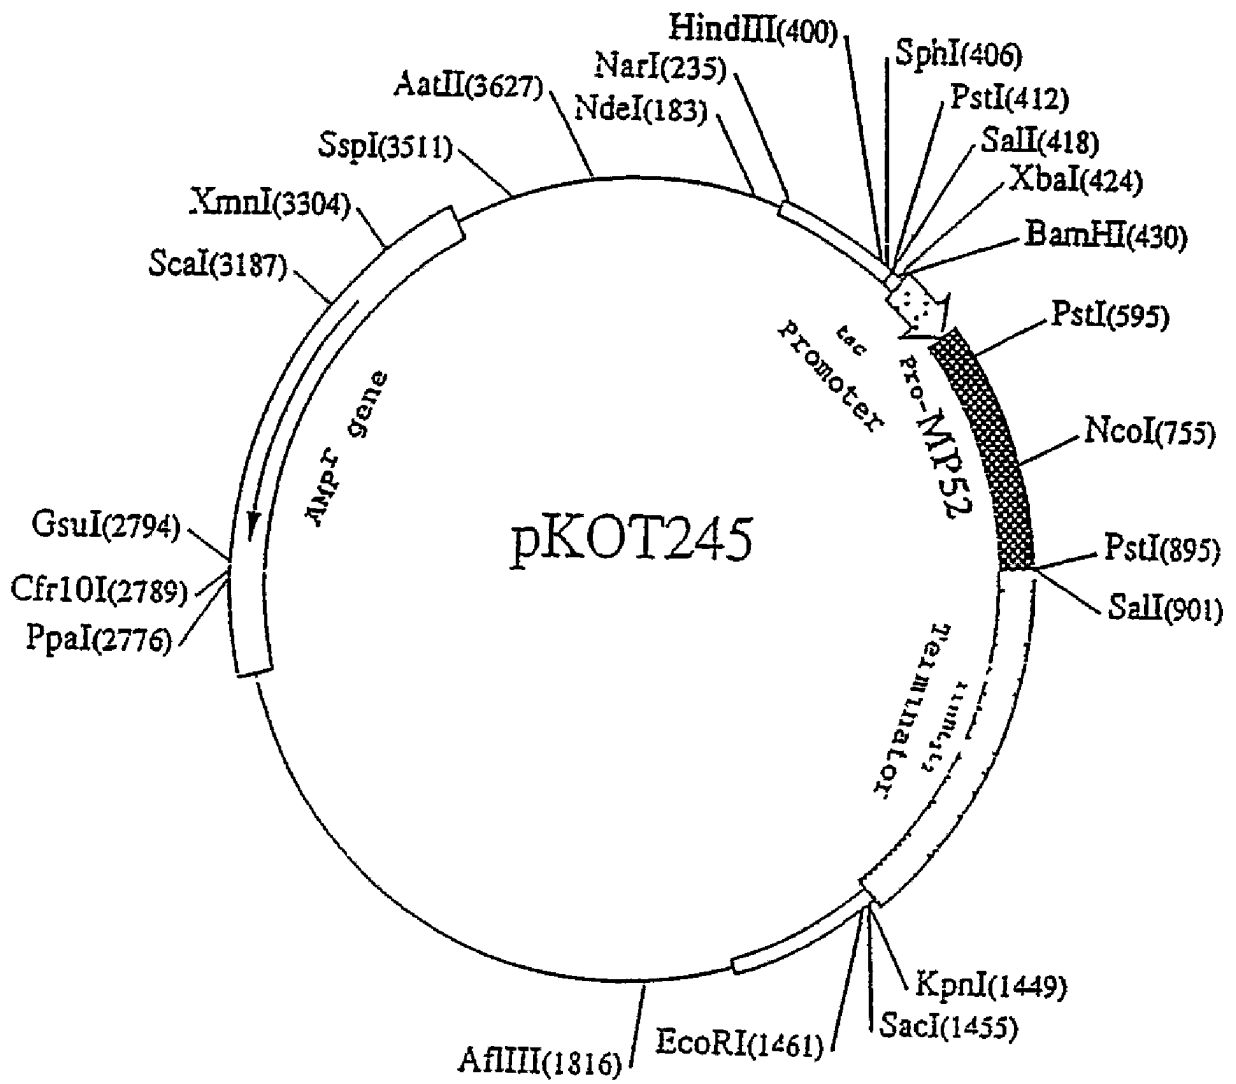 HindIII(400)
SphI(406)
NarI(235)
AatII(3627)
NdeI(183)
PstI(412)
SspI(3511)
SalI(418)
XbaI(424)
XmnI(3304)
BamHI(430)
ScaI(3187)
PstI(595)
tac
promoter
pro-MP52
AMPr gene
NcoI(755)
GsuI(2794)
pKOT245
PstI(895)
Cfr10I(2789)
SalI(901)
PpaI(2776)
Terminator
KpnI(1449)
SacI(1455)
EcoRI(1461)
AflIII(1816)